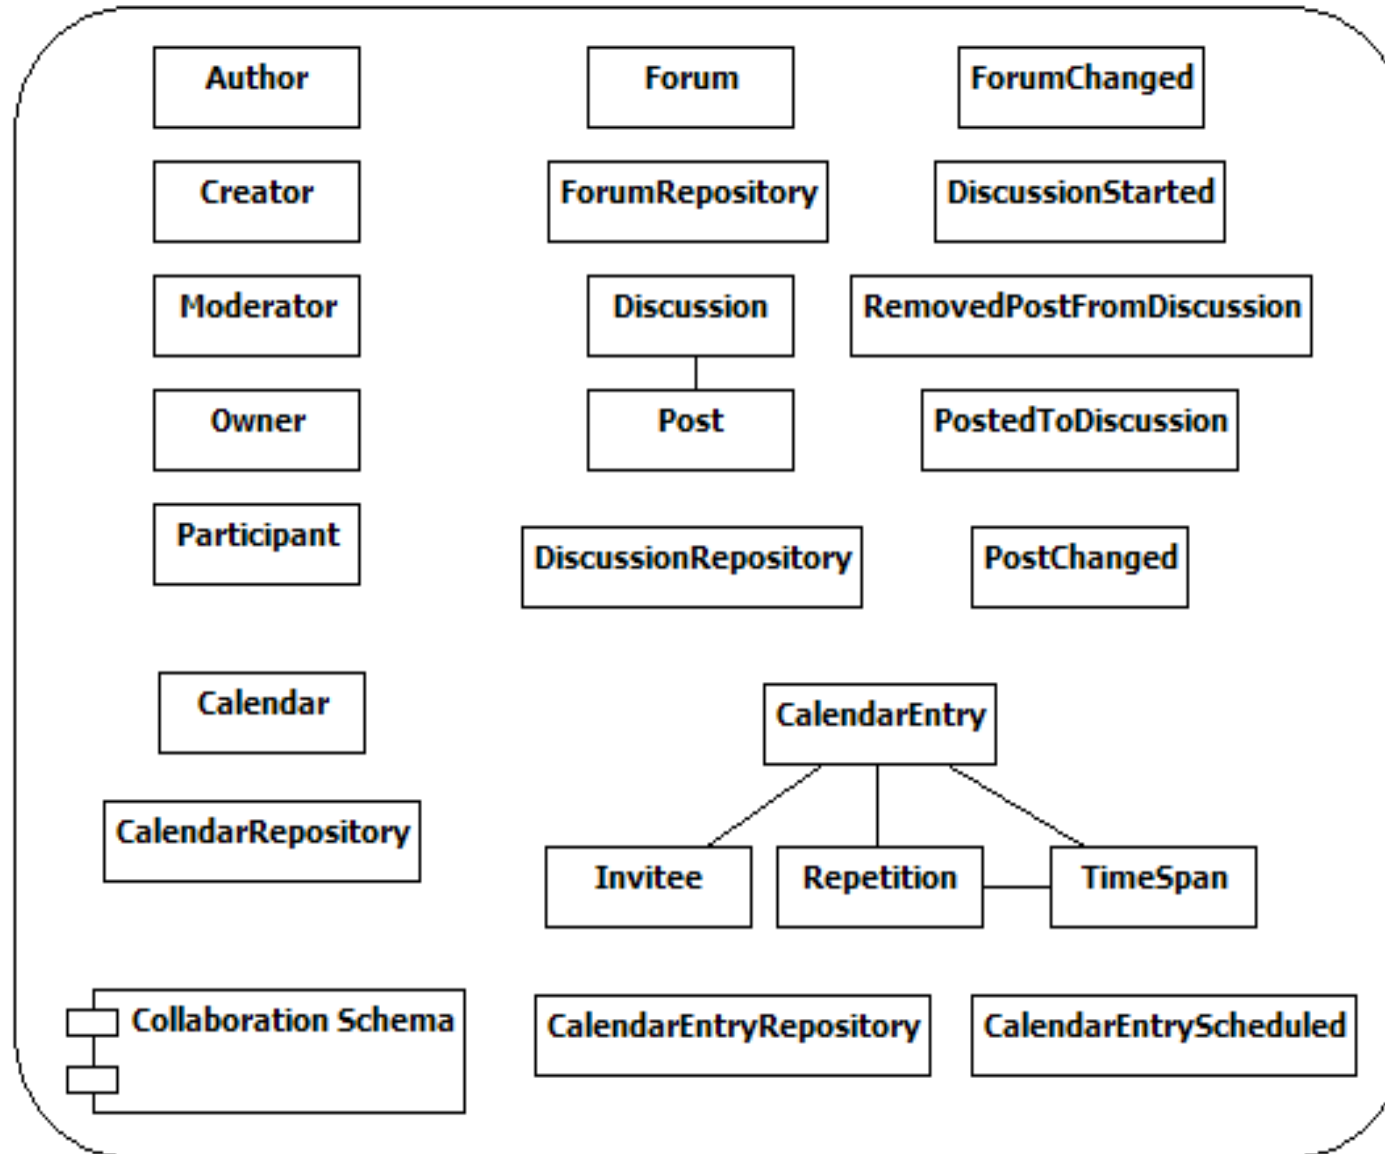 Author
Forum
ForumChanged
Creator
ForumRepository
DiscussionStarted
Moderator
Discussion
RemovedPostFromDiscussion
Owner
Post
PostedToDiscussion
Participant
DiscussionRepository
PostChanged
Calendar
CalendarEntry
CalendarRepository
Invitee
Repetition
TimeSpan
Collaboration Schema
CalendarEntryRepository
CalendarEntryScheduled